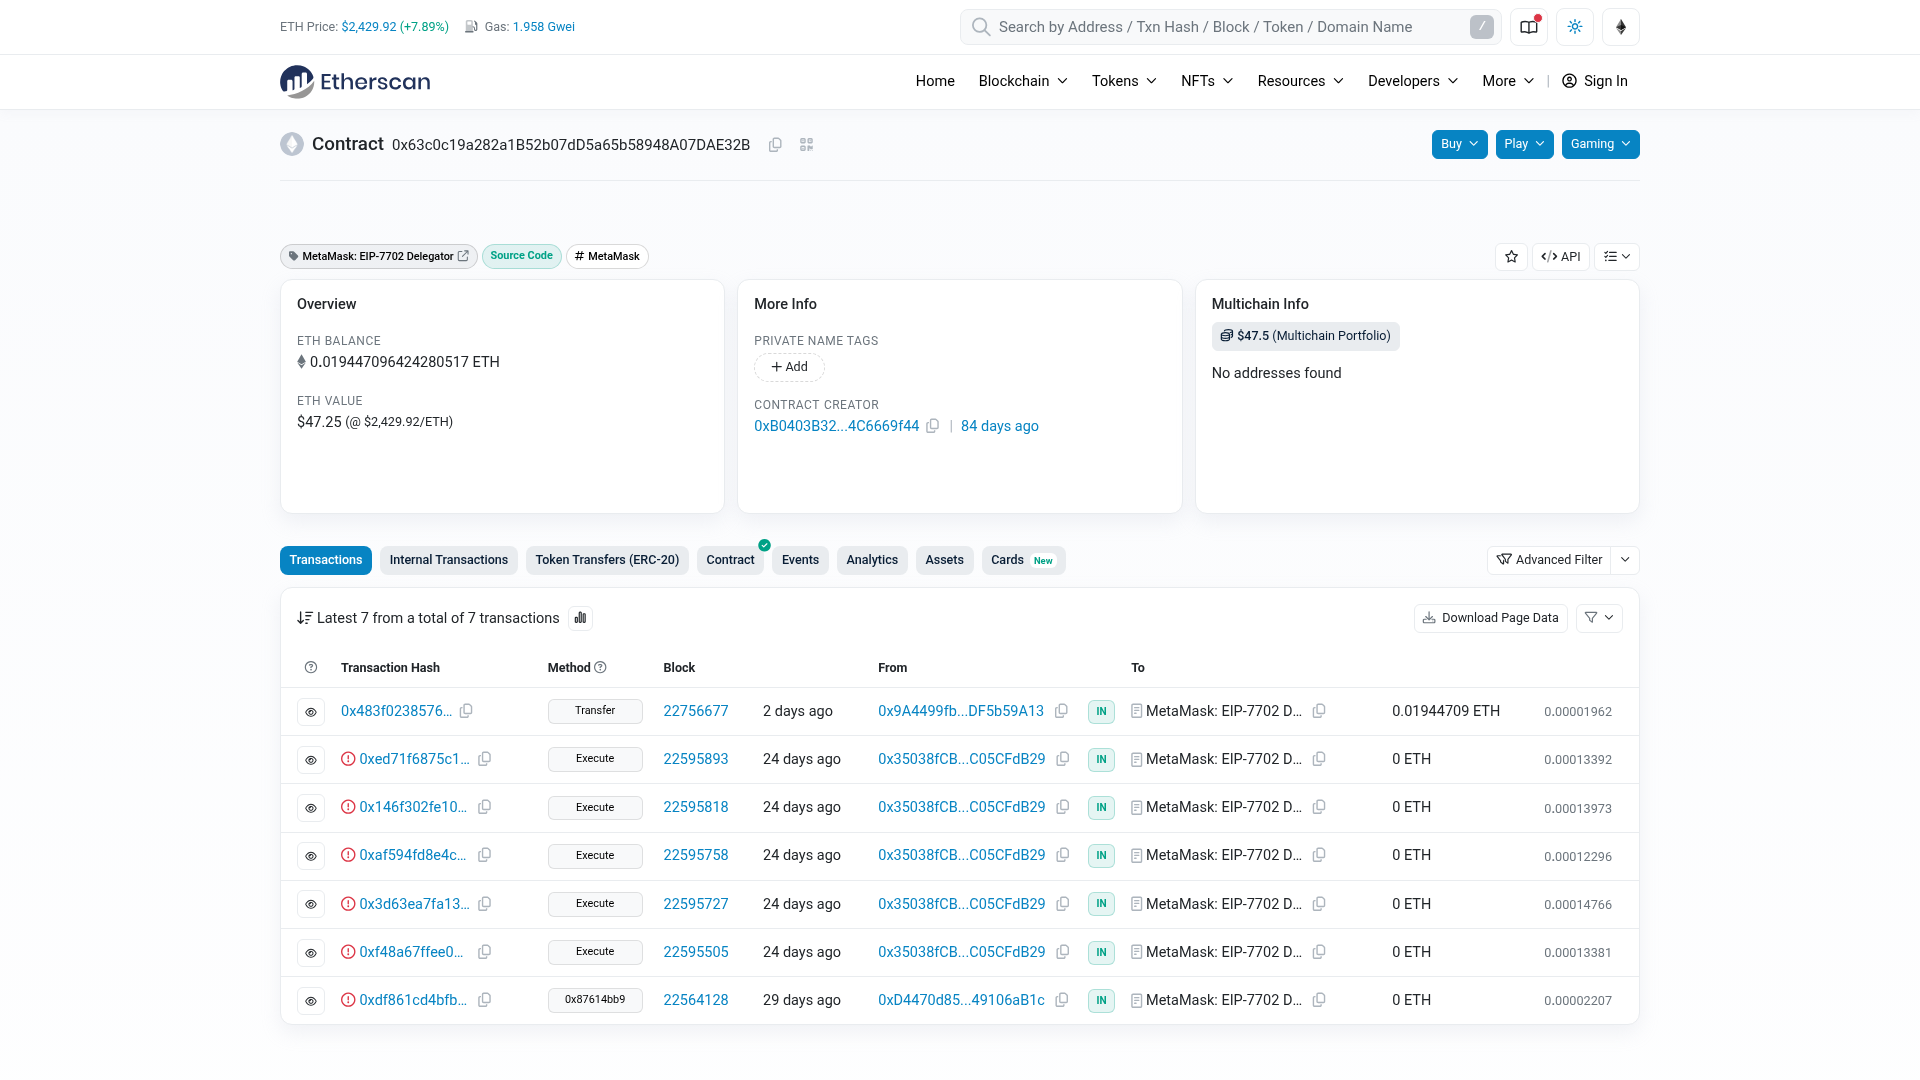 ETH Price: $2,429.92 (+7.89%) Gas: 1.958 Gwei
Search by Address / Txn Hash / Block / Token / Domain Name /
Etherscan
Home Blockchain Tokens NFTs Resources Developers More | Sign In
Contract 0x63c0c19a282a1B52b07dD5a65b58948A07DAE32B
Buy Play Gaming
MetaMask: EIP-7702 Delegator Source Code # MetaMask
</> API
Overview
ETH BALANCE
0.019447096424280517 ETH
ETH VALUE
$47.25 (@ $2,429.92/ETH)
More Info
PRIVATE NAME TAGS
+ Add
CONTRACT CREATOR
0xB0403B32...4C6669f44 | 84 days ago
Multichain Info
$47.5 (Multichain Portfolio)
No addresses found
Transactions Internal Transactions Token Transfers (ERC-20) Contract Events Analytics Assets Cards New
Advanced Filter
Latest 7 from a total of 7 transactions
Download Page Data
Transaction Hash Method Block From To
0x483f0238576... Transfer 22756677 2 days ago 0x9A4499fb...DF5b59A13 IN MetaMask: EIP-7702 D... 0.01944709 ETH 0.00001962
0xed71f6875c1... Execute 22595893 24 days ago 0x35038fCB...C05CFdB29 IN MetaMask: EIP-7702 D... 0 ETH 0.00013392
0x146f302fe10... Execute 22595818 24 days ago 0x35038fCB...C05CFdB29 IN MetaMask: EIP-7702 D... 0 ETH 0.00013973
0xaf594fd8e4c... Execute 22595758 24 days ago 0x35038fCB...C05CFdB29 IN MetaMask: EIP-7702 D... 0 ETH 0.00012296
0x3d63ea7fa13... Execute 22595727 24 days ago 0x35038fCB...C05CFdB29 IN MetaMask: EIP-7702 D... 0 ETH 0.00014766
0xf48a67ffee0... Execute 22595505 24 days ago 0x35038fCB...C05CFdB29 IN MetaMask: EIP-7702 D... 0 ETH 0.00013381
0xdf861cd4bfb... 0x87614bb9 22564128 29 days ago 0xD4470d85...49106aB1c IN MetaMask: EIP-7702 D... 0 ETH 0.00002207